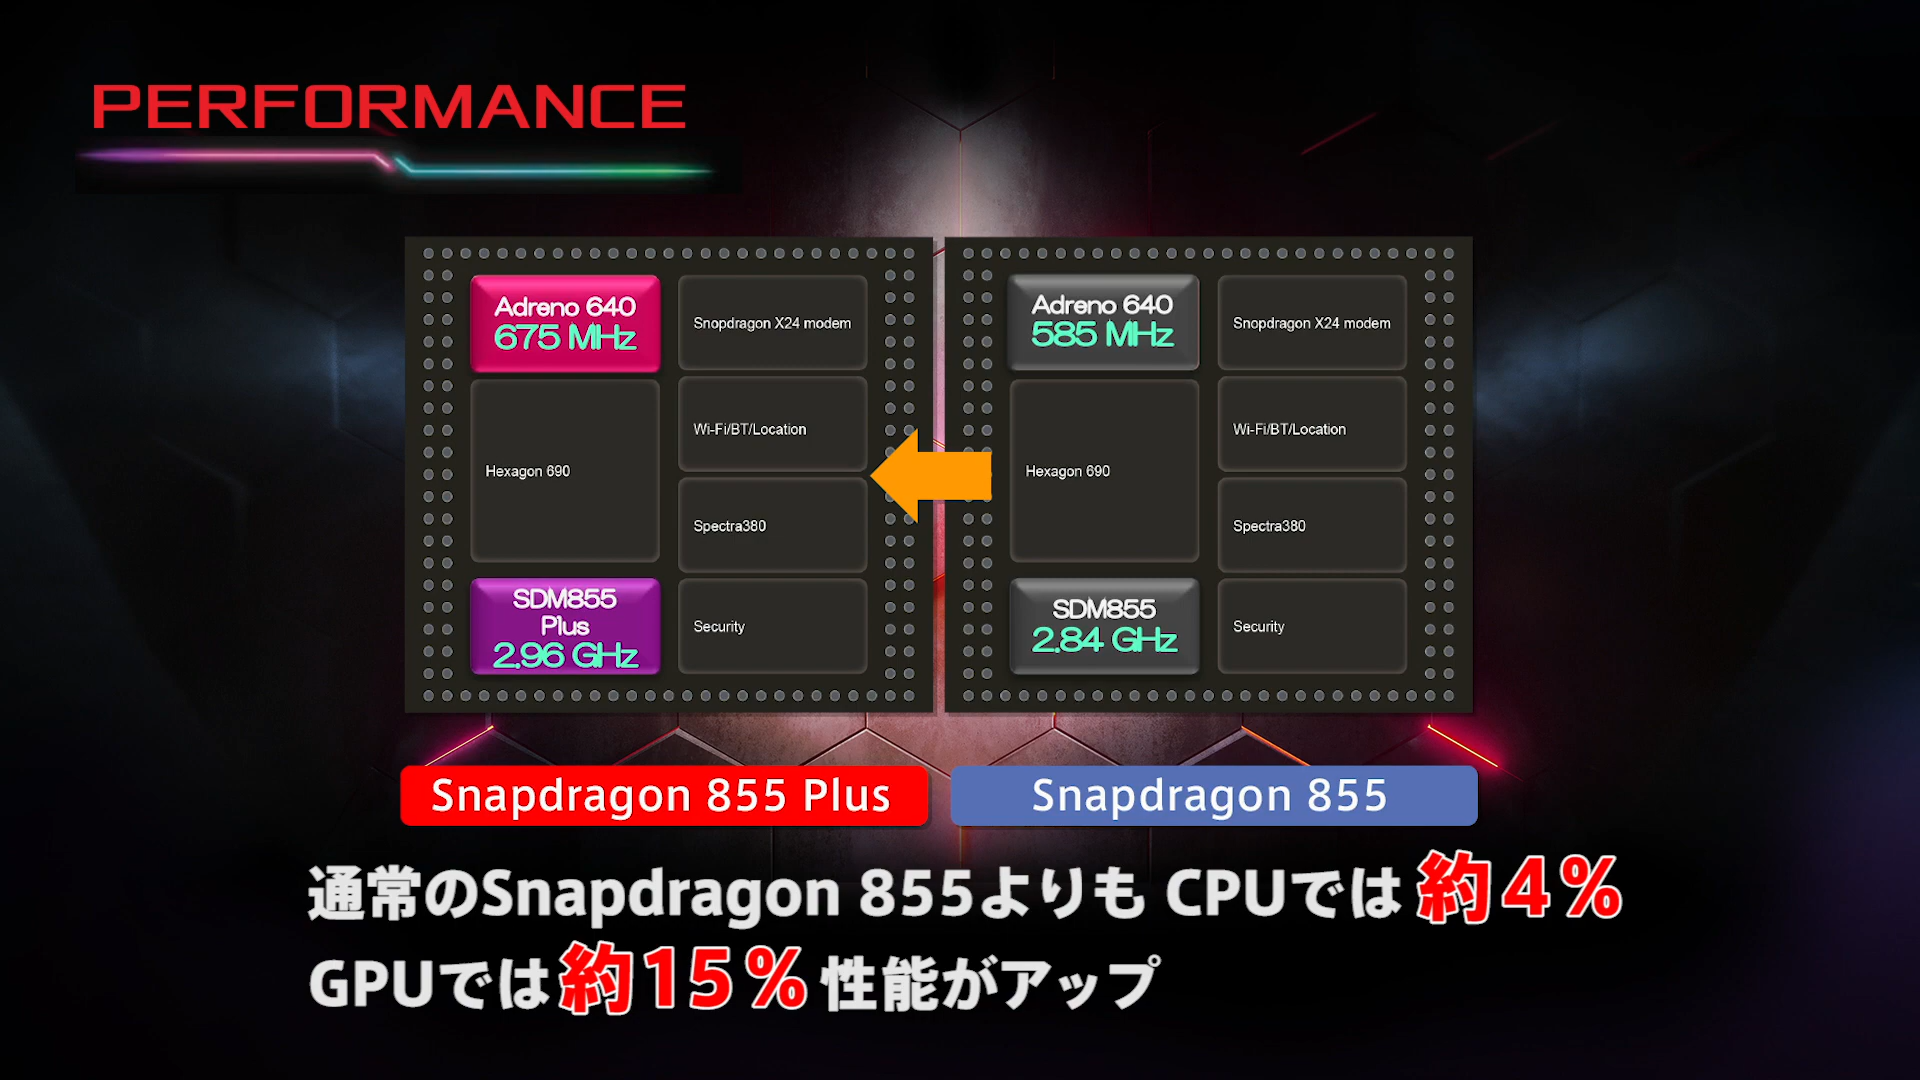 PERFORMANCE
Adreno 640
675 MHz
Snopdragon X24 modem
Hexagon 690
Wi-Fi/BT/Location
Spectra380
SDM855
Plus
2.96 GHz
Security
Adreno 640
585 MHz
Snopdragon X24 modem
Hexagon 690
Wi-Fi/BT/Location
Spectra380
SDM855
2.84 GHz
Security
Snapdragon 855 Plus
Snapdragon 855
通常のSnapdragon 855よりも CPUでは 約4%
GPUでは約15%性能がアップ